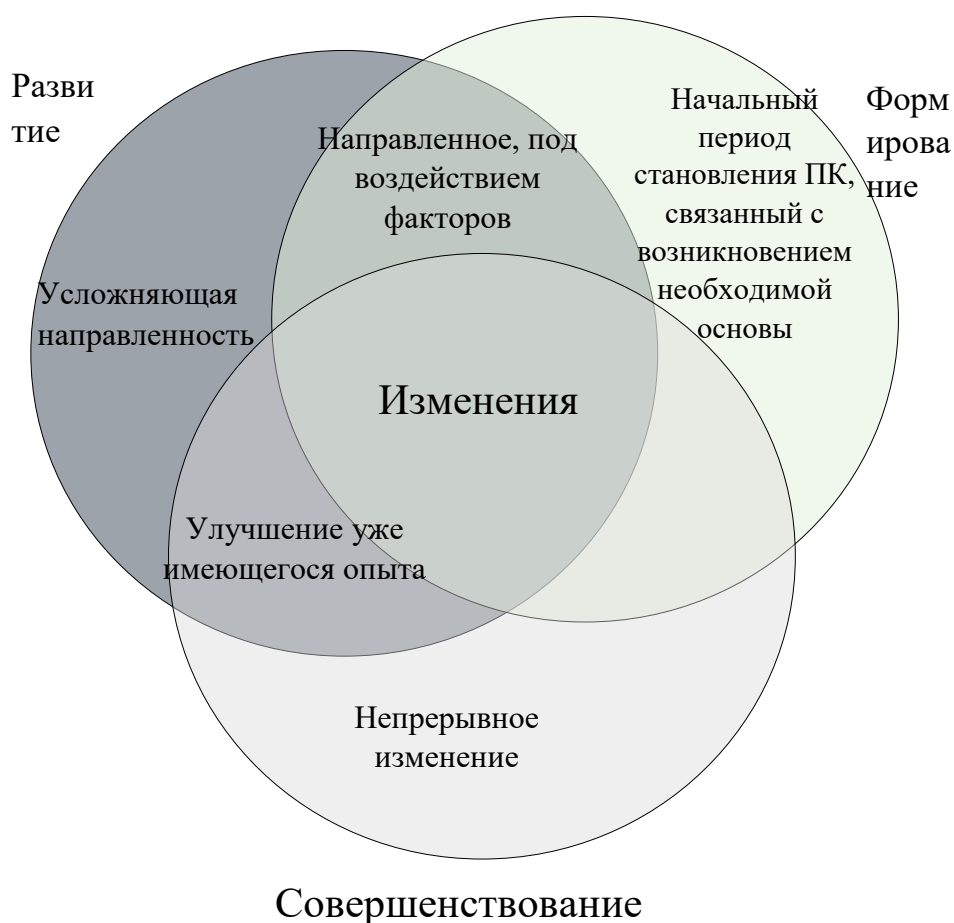 Разви
тие
Форм
ирова
ние
Направленное, под
воздействием
факторов
Начальный
период
становления ПК,
связанный с
возникновением
необходимой
основы
Усложняющая
направленность
Изменения
Улучшение уже
имеющегося опыта
Непрерывное
изменение
Совершенствование